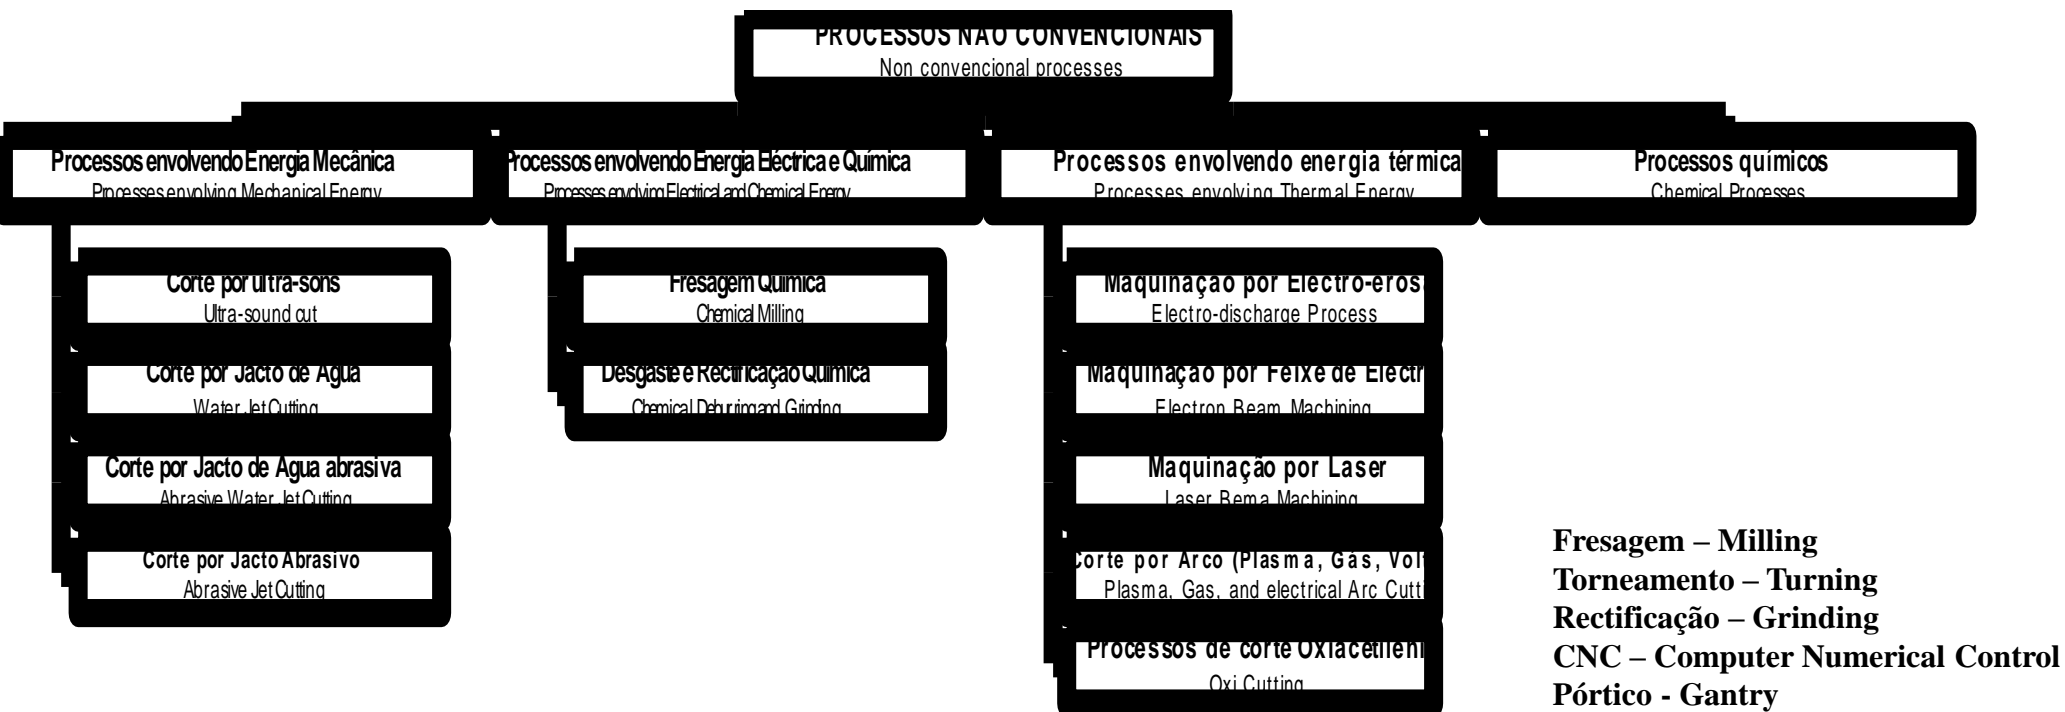 PROCESSOS NÃO CONVENCIONAIS
Non convencional processes
Processos envolvendo Energia Mecânica
Processes envolving Mechanical Energy
Processos envolvendo Energia Eléctrica e Química
Processes envolving Electrical and Chemical Energy
Processos envolvendo energia térmica
Processes envolving Thermal Energy
Processos químicos
Chemical Processes
Corte por ultra-sons
Ultra-sound cut
Corte por Jacto de Água
Water Jet Cutting
Corte por Jacto de Agua abrasiva
Abrasive Water Jet Cutting
Corte por Jacto Abrasivo
Abrasive Jet Cutting
Fresagem Química
Chemical Milling
Desgaste e Rectificação Química
Chemical Deburring and Grinding
Maquinação por Electro-eros
Electro-discharge Process
Maquinação por Feixe de Electr
Electron Beam Machining
Maquinação por Laser
Laser Bema Machining
Corte por Arco (Plasma, Gás, Vol
Plasma, Gas, and electrical Arc Cutti
Processos de corte Oxiacetileni
Oxi Cutting
Fresagem – Milling
Torneamento – Turning
Rectificação – Grinding
CNC – Computer Numerical Control
Pórtico - Gantry